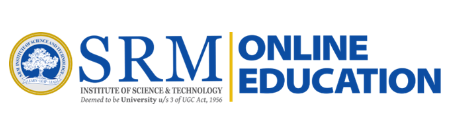 SRM
INSTITUTE OF SCIENCE & TECHNOLOGY
Deemed to be University u/s 3 of UGC Act, 1956
ONLINE
EDUCATION